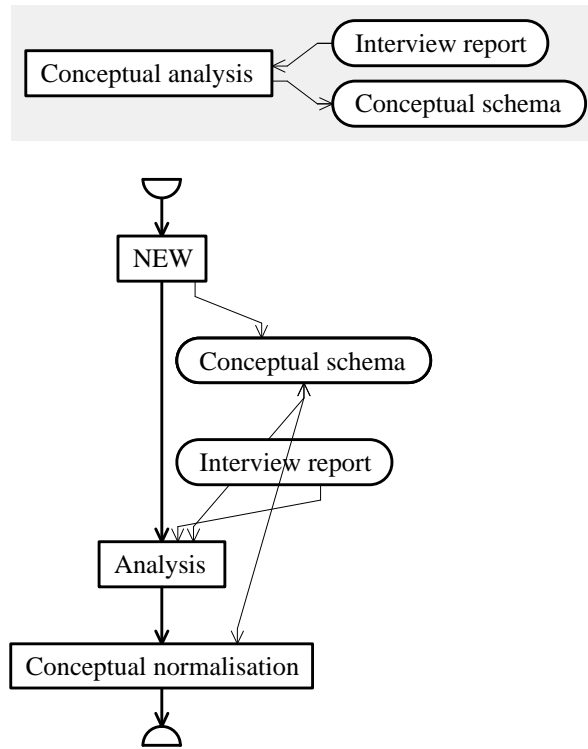 Interview report
Conceptual analysis
Conceptual schema
NEW
Conceptual schema
Interview report
Analysis
Conceptual normalisation